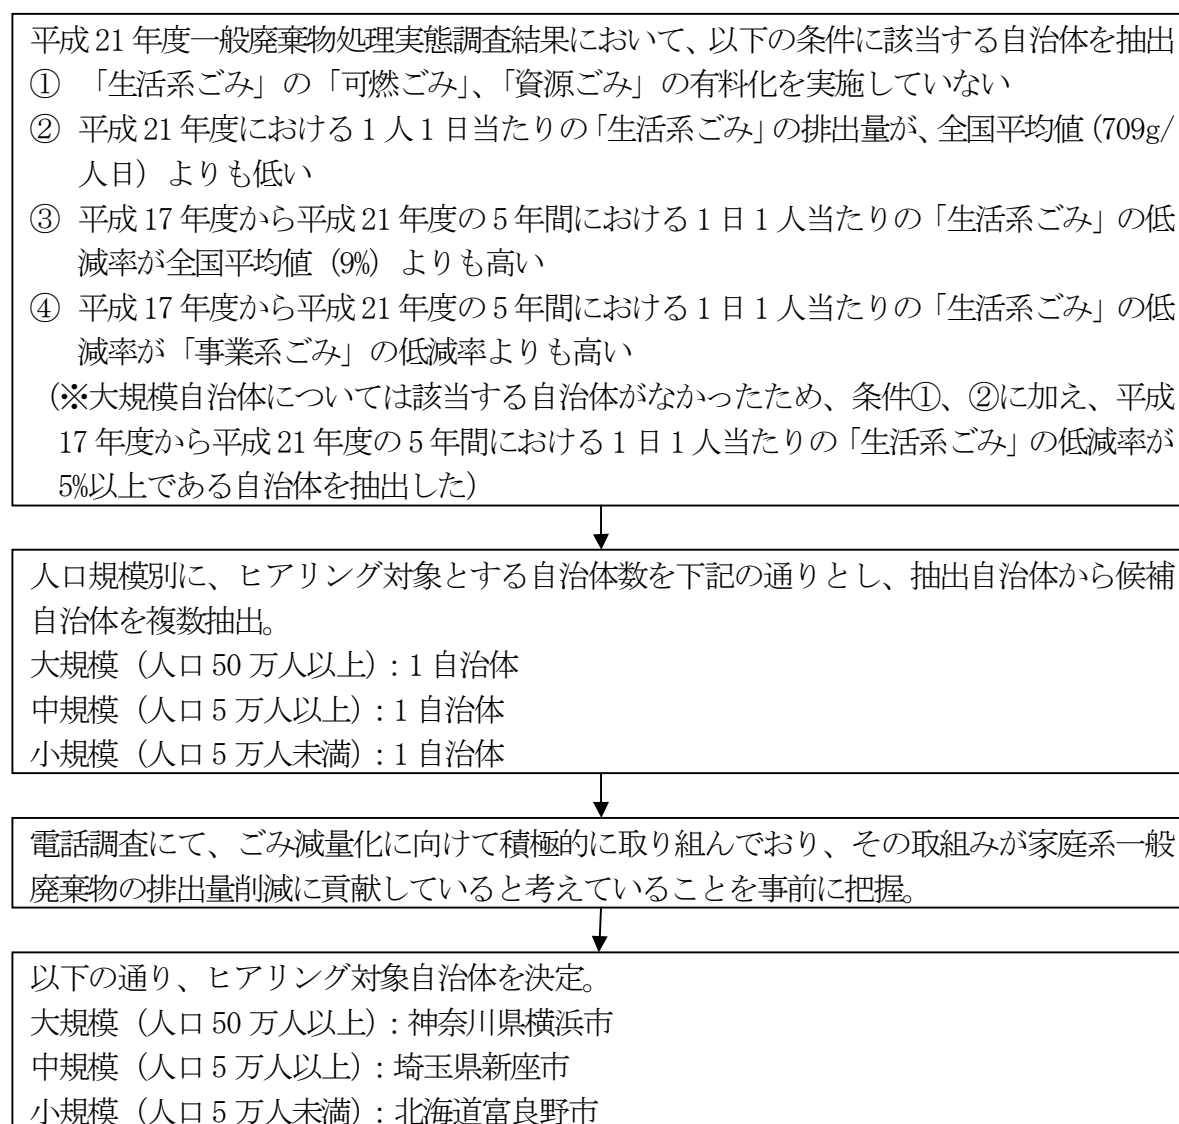 平成 21 年度一般廃棄物処理実態調査結果において、以下の条件に該当する自治体を抽出
① 「生活系ごみ」の「可燃ごみ」、「資源ごみ」の有料化を実施していない
② 平成 21 年度における 1 人 1 日当たりの「生活系ごみ」の排出量が、全国平均値（709g/
人日）よりも低い
③ 平成 17 年度から平成 21 年度の 5 年間における 1 日 1 人当たりの「生活系ごみ」の低
減率が全国平均値（9%）よりも高い
④ 平成 17 年度から平成 21 年度の 5 年間における 1 日 1 人当たりの「生活系ごみ」の低
減率が「事業系ごみ」の低減率よりも高い
（※大規模自治体については該当する自治体がなかったため、条件①、②に加え、平成
17 年度から平成 21 年度の 5 年間における 1 日 1 人当たりの「生活系ごみ」の低減率が
5%以上である自治体を抽出した）
人口規模別に、ヒアリング対象とする自治体数を下記の通りとし、抽出自治体から候補
自治体を複数抽出。
大規模（人口 50 万人以上）：1 自治体
中規模（人口 5 万人以上）：1 自治体
小規模（人口 5 万人未満）：1 自治体
電話調査にて、ごみ減量化に向けて積極的に取り組んでおり、その取組みが家庭系一般
廃棄物の排出量削減に貢献していると考えていることを事前に把握。
以下の通り、ヒアリング対象自治体を決定。
大規模（人口 50 万人以上）：神奈川県横浜市
中規模（人口 5 万人以上）：埼玉県新座市
小規模（人口 5 万人未満）：北海道富良野市